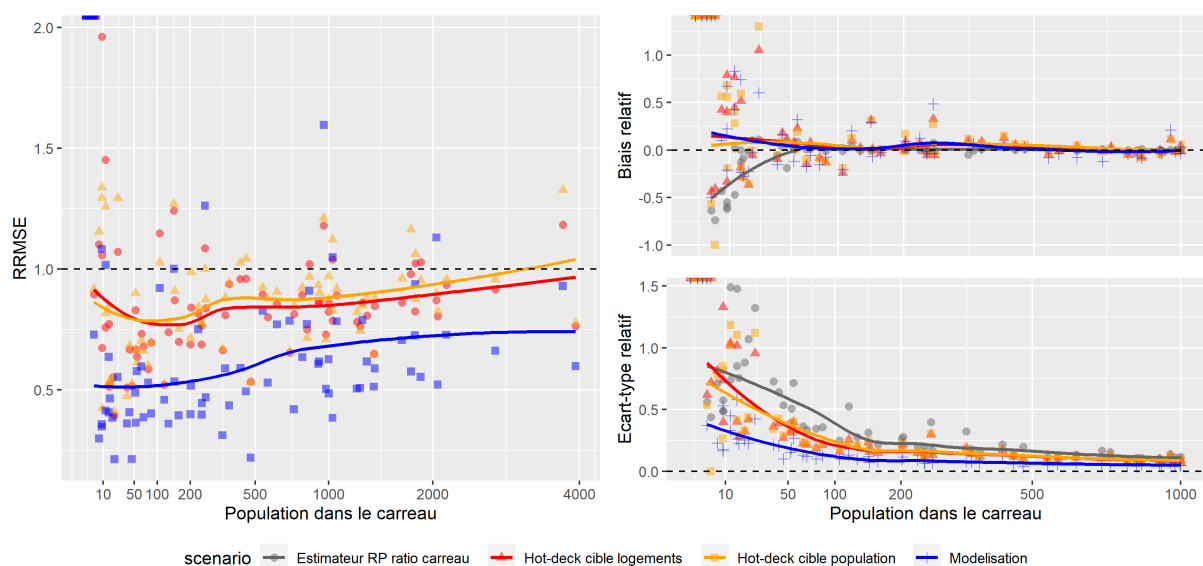 2.0
1.5
1.0
0.5
RRMSE
10 50 100 200 500 1000 2000 4000
Population dans le carreau
1.0
0.5
0.0
-0.5
-1.0
Biais relatif
1.5
1.0
0.5
0.0
Ecart-type relatif
10 50 100 200 500 1000
Population dans le carreau
scenario Estimateur RP ratio carreau Hot-deck cible logements Hot-deck cible population Modelisation